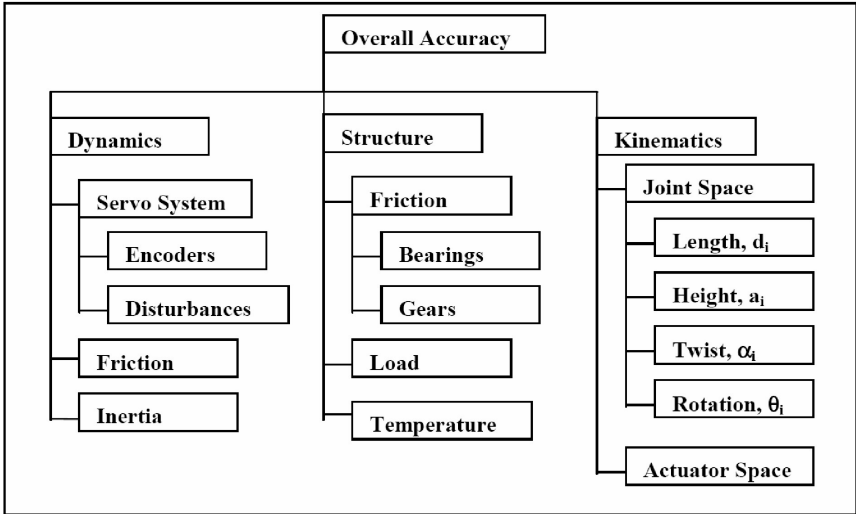 Overall Accuracy
Dynamics
Servo System
Encoders
Disturbances
Friction
Inertia
Structure
Friction
Bearings
Gears
Load
Temperature
Kinematics
Joint Space
Length, dᵢ
Height, aᵢ
Twist, αᵢ
Rotation, θᵢ
Actuator Space